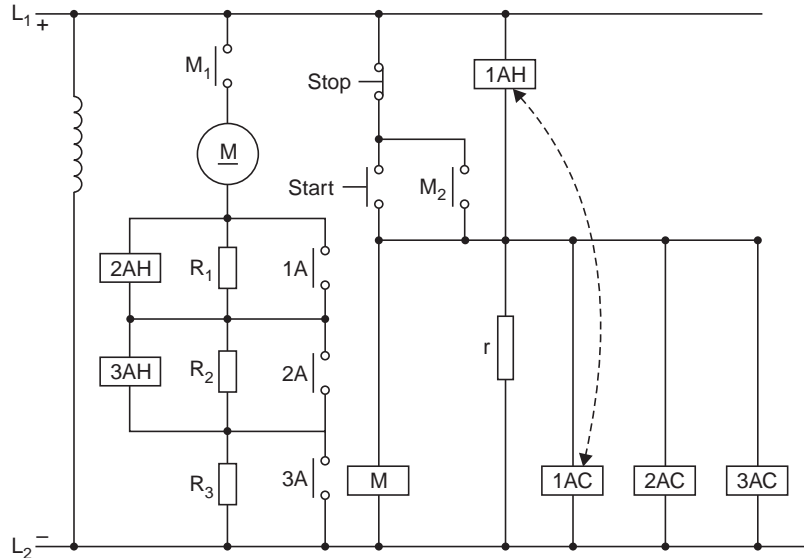 L₁ +
M₁
Stop
1AH
M
Start
M₂
2AH
R₁
1A
3AH
R₂
2A
r
R₃
3A
M
1AC
2AC
3AC
L₂ −